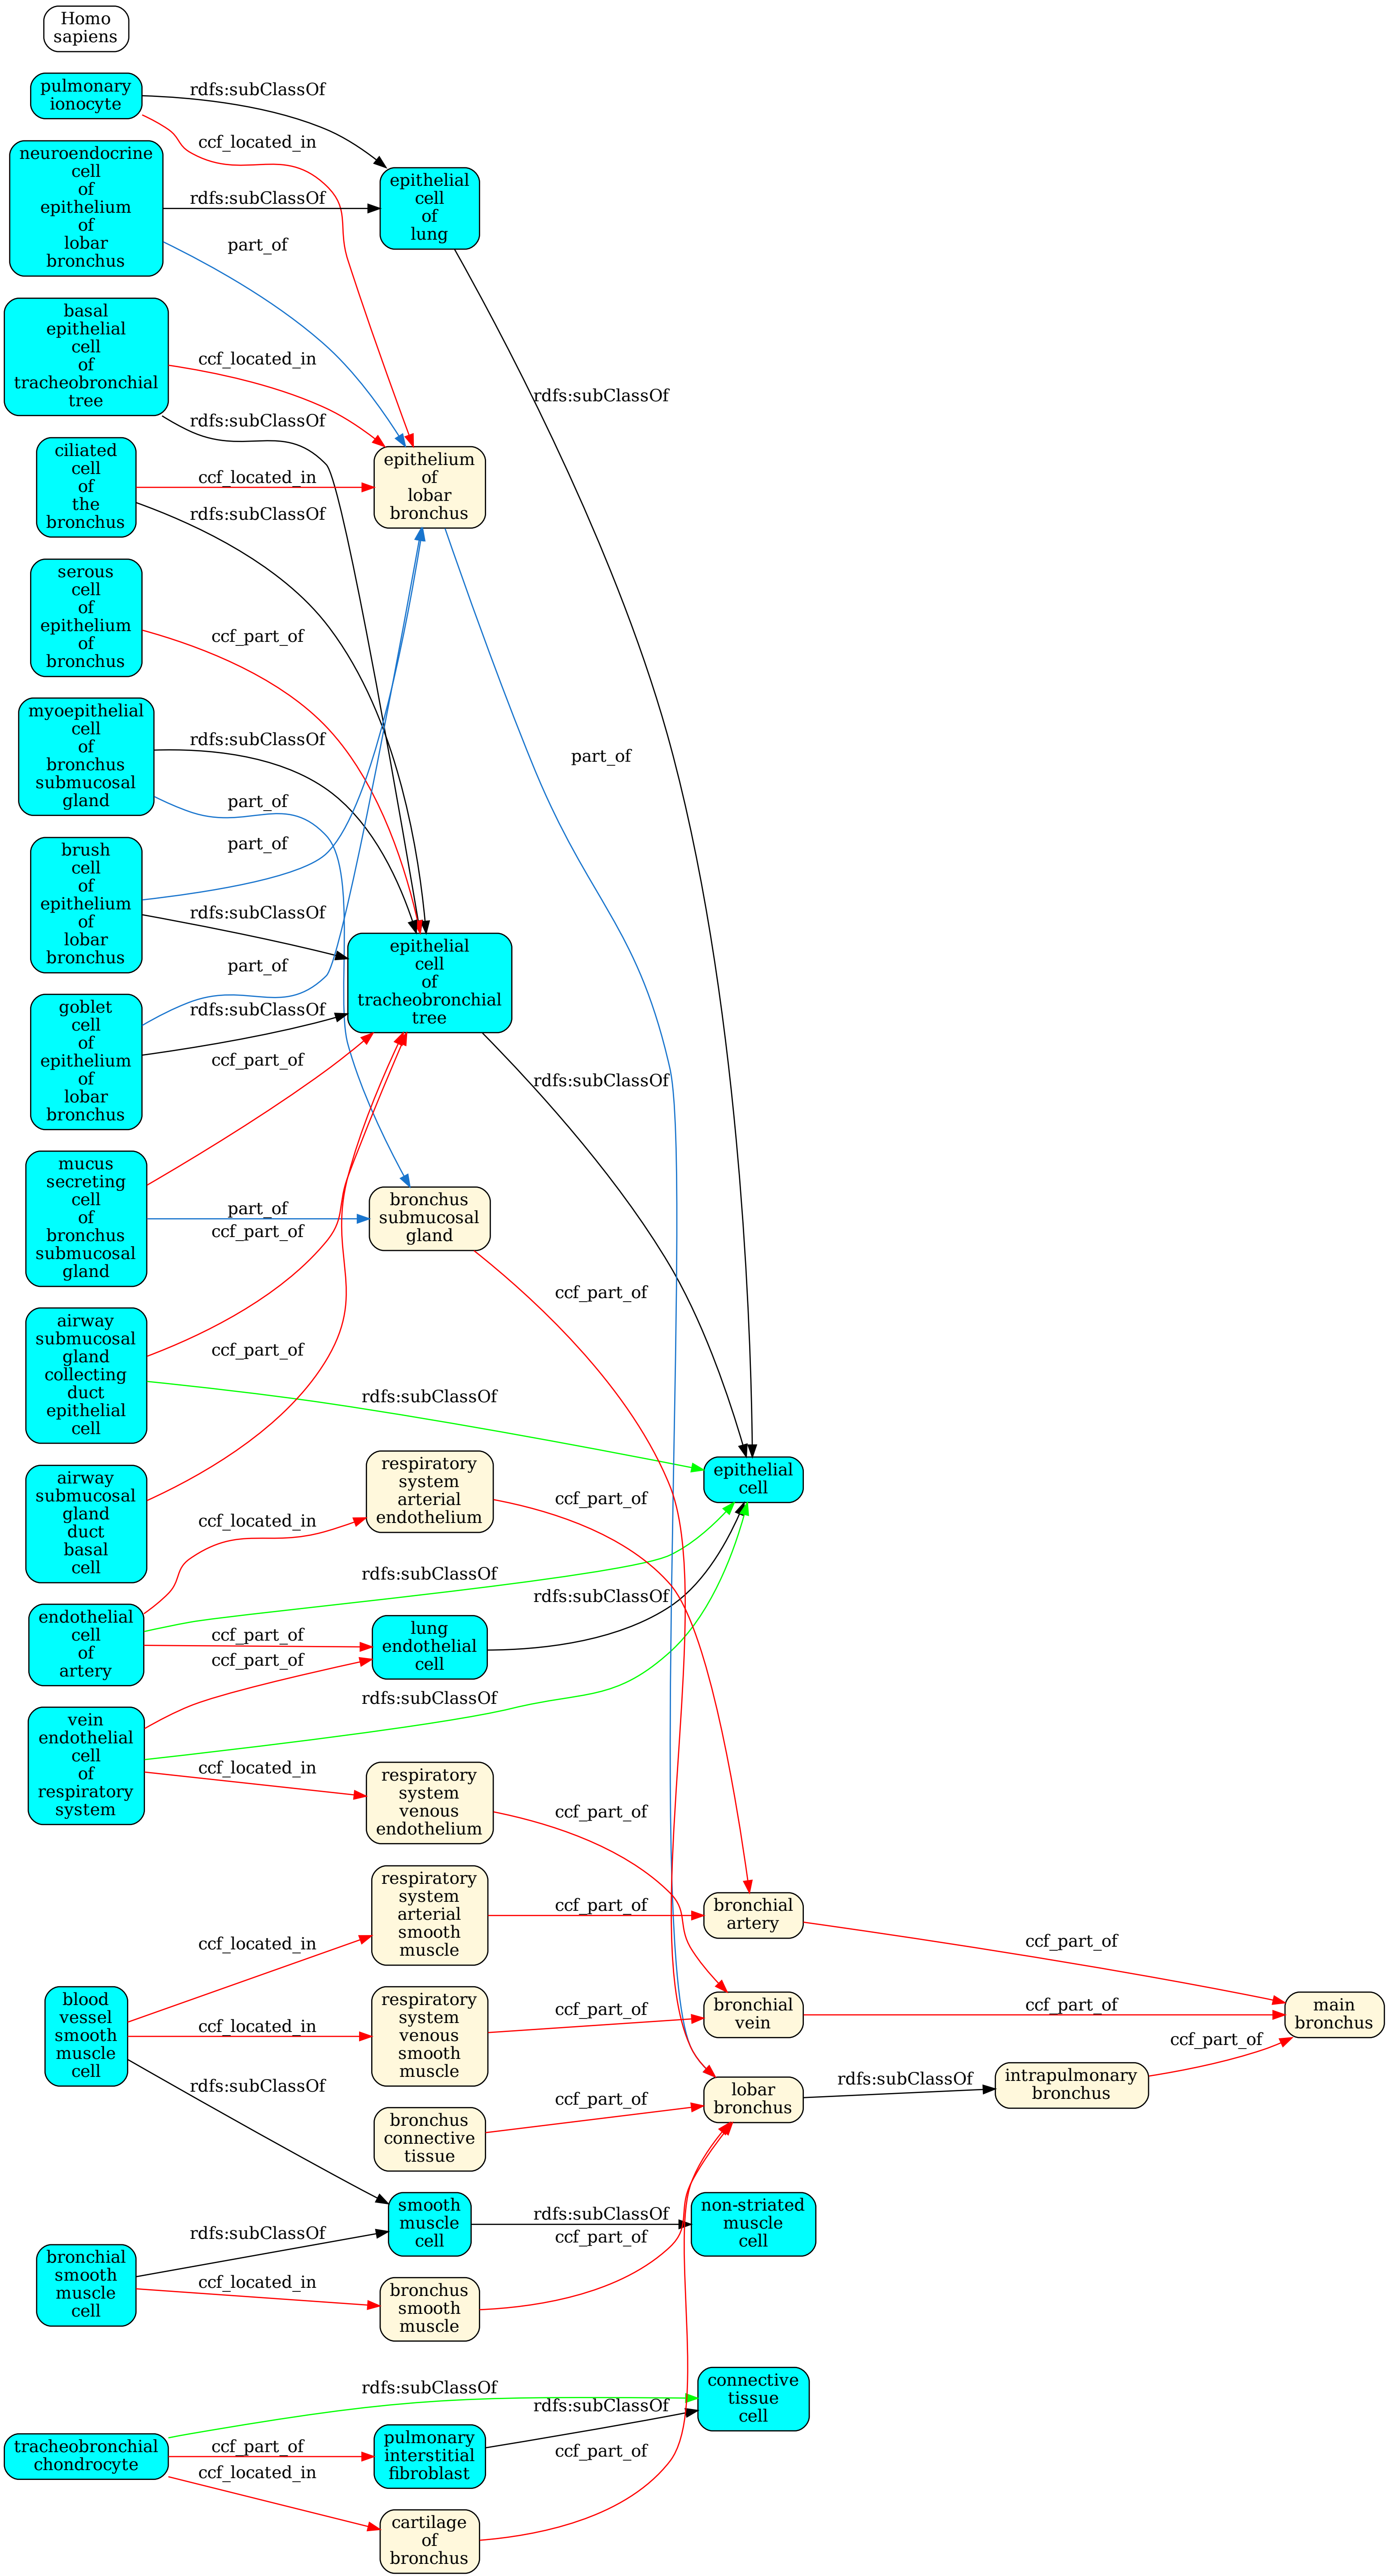 Homo
sapiens
pulmonary
ionocyte
rdfs:subClassOf
ccf_located_in
neuroendocrine
cell
of
epithelium
of
lobar
bronchus
rdfs:subClassOf
part_of
epithelial
cell
of
lung
basal
epithelial
cell
of
tracheobronchial
tree
ccf_located_in
rdfs:subClassOf
rdfs:subClassOf
ciliated
cell
of
the
bronchus
ccf_located_in
rdfs:subClassOf
epithelium
of
lobar
bronchus
serous
cell
of
epithelium
of
bronchus
ccf_part_of
myoepithelial
cell
of
bronchus
submucosal
gland
rdfs:subClassOf
part_of
part_of
brush
cell
of
epithelium
of
lobar
bronchus
part_of
rdfs:subClassOf
goblet
cell
of
epithelium
of
lobar
bronchus
part_of
rdfs:subClassOf
epithelial
cell
of
tracheobronchial
tree
rdfs:subClassOf
mucus
secreting
cell
of
bronchus
submucosal
gland
ccf_part_of
part_of
bronchus
submucosal
gland
ccf_part_of
airway
submucosal
gland
collecting
duct
epithelial
cell
ccf_part_of
rdfs:subClassOf
airway
submucosal
gland
duct
basal
cell
ccf_part_of
respiratory
system
arterial
endothelium
ccf_part_of
epithelial
cell
endothelial
cell
of
artery
ccf_located_in
rdfs:subClassOf
ccf_part_of
lung
endothelial
cell
rdfs:subClassOf
vein
endothelial
cell
of
respiratory
system
ccf_part_of
rdfs:subClassOf
ccf_located_in
respiratory
system
venous
endothelium
ccf_part_of
respiratory
system
arterial
smooth
muscle
ccf_part_of
bronchial
artery
ccf_part_of
blood
vessel
smooth
muscle
cell
ccf_located_in
ccf_located_in
rdfs:subClassOf
respiratory
system
venous
smooth
muscle
ccf_part_of
bronchial
vein
ccf_part_of
main
bronchus
bronchus
connective
tissue
ccf_part_of
lobar
bronchus
rdfs:subClassOf
intrapulmonary
bronchus
ccf_part_of
smooth
muscle
cell
rdfs:subClassOf
non-striated
muscle
cell
bronchial
smooth
muscle
cell
rdfs:subClassOf
ccf_located_in
bronchus
smooth
muscle
ccf_part_of
connective
tissue
cell
tracheobronchial
chondrocyte
rdfs:subClassOf
ccf_part_of
ccf_located_in
pulmonary
interstitial
fibroblast
rdfs:subClassOf
cartilage
of
bronchus
ccf_part_of